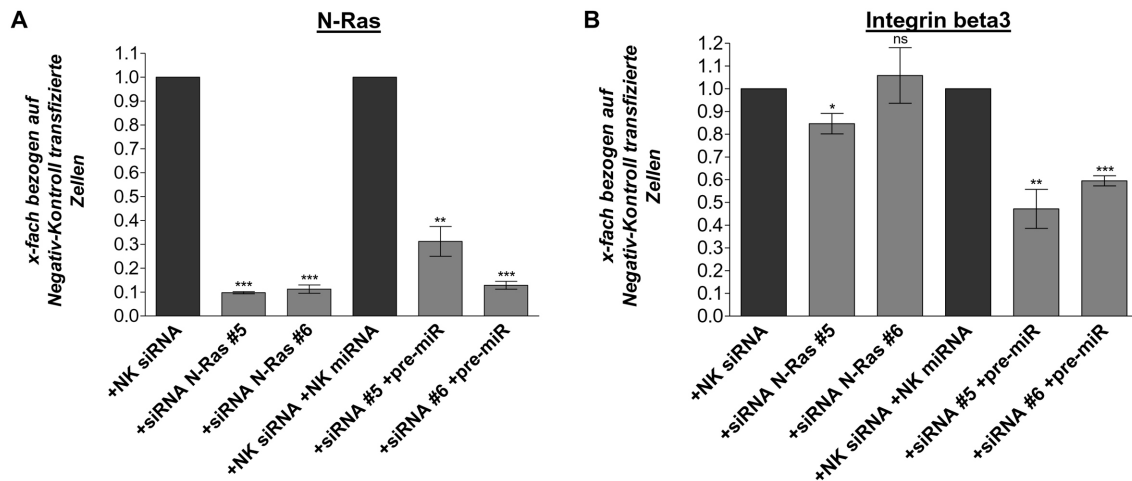 A
N-Ras
x-fach bezogen auf
Negativ-Kontroll transfizierte
Zellen
1.1
1.0
0.9
0.8
0.7
0.6
0.5
0.4
0.3
0.2
0.1
0.0
***
***
**
***
+NK siRNA
+siRNA N-Ras #5
+siRNA N-Ras #6
+NK siRNA +NK miRNA
+siRNA #5 +pre-miR
+siRNA #6 +pre-miR
B
Integrin beta3
x-fach bezogen auf
Negativ-Kontroll transfizierte
Zellen
1.2
1.1
1.0
0.9
0.8
0.7
0.6
0.5
0.4
0.3
0.2
0.1
0.0
*
ns
**
***
+NK siRNA
+siRNA N-Ras #5
+siRNA N-Ras #6
+NK siRNA +NK miRNA
+siRNA #5 +pre-miR
+siRNA #6 +pre-miR